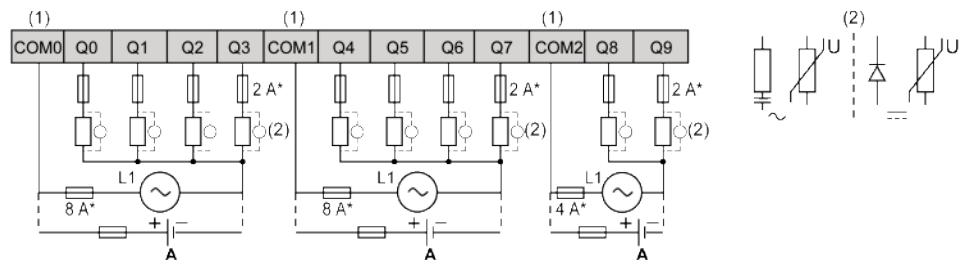 (1) (1) (1) (2)
COM0 Q0 Q1 Q2 Q3 COM1 Q4 Q5 Q6 Q7 COM2 Q8 Q9
U U
2 A* 2 A* 2 A*
(2) (2) (2)
L1 L1 L1
8 A* 8 A* 4 A*
+ − + − + −
A A A